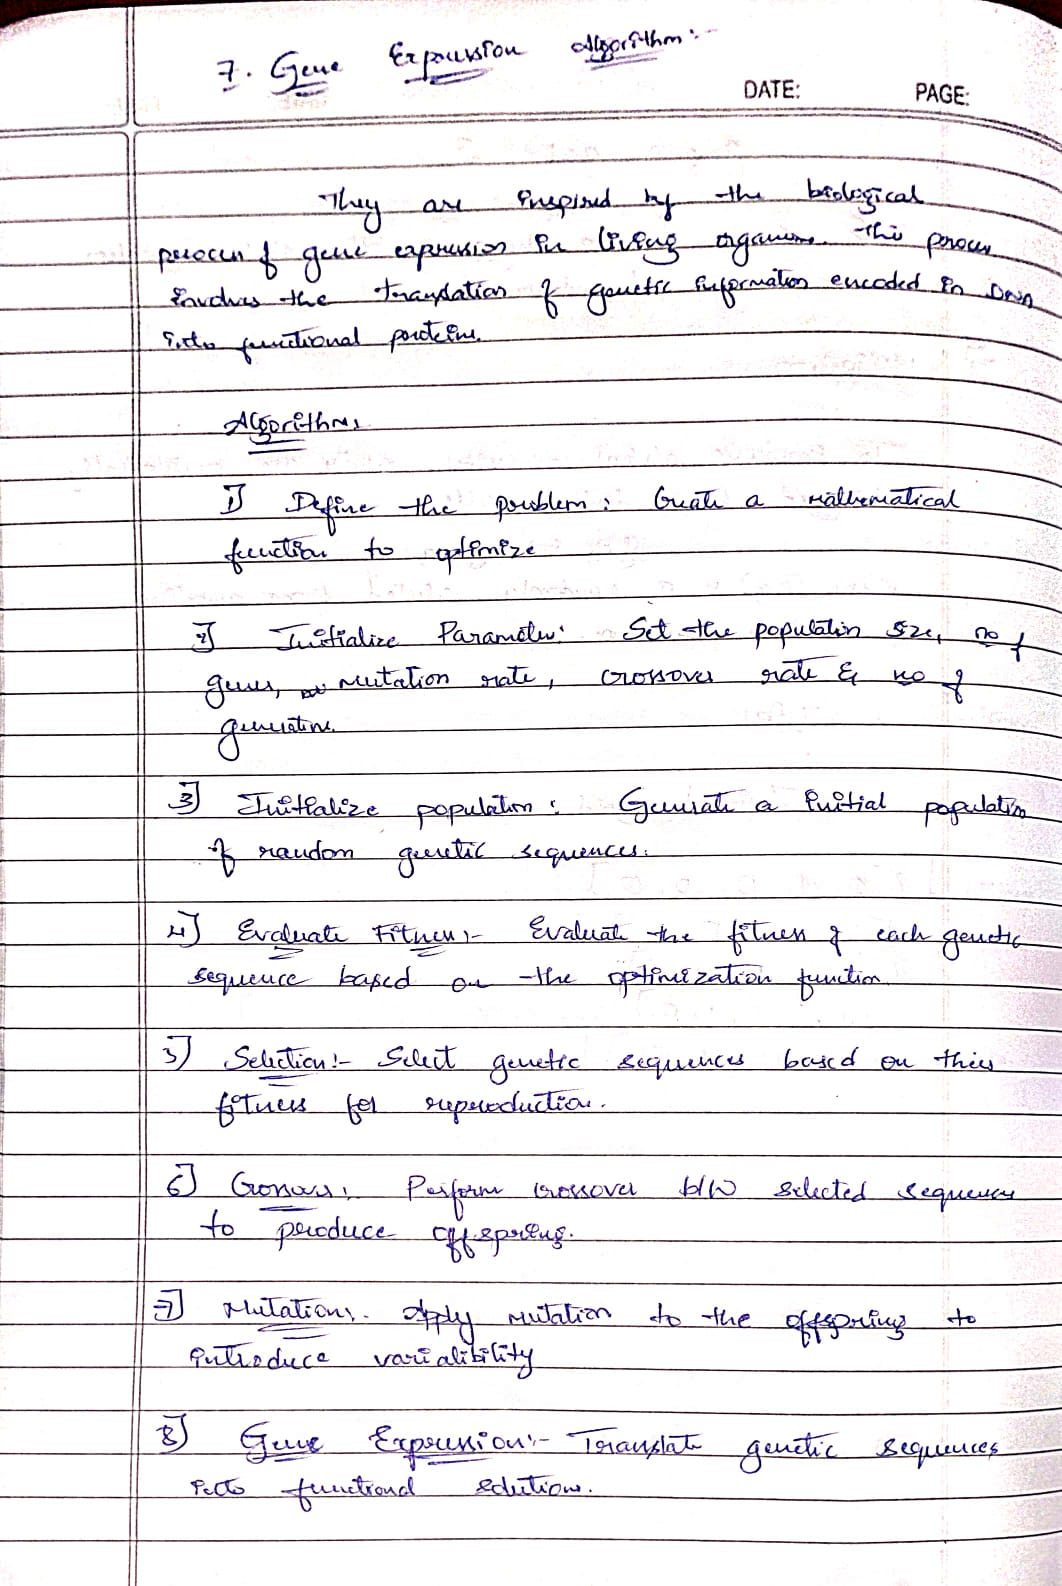 7. Gene Expression Algorithm :-
DATE: PAGE:
They are inspired by the biological
process of gene expression in living organisms. This process
involves the translation of genetic information encoded in DNA
into functional proteins.
Algorithms
1] Define the problem : Create a mathematical
function to optimize
2] Initialize Parameter: Set the population size, no of
genes, mutation rate, crossover rate & no of
generations.
3] Initialize population : Generate a initial population
of random genetic sequences.
4] Evaluate Fitness :- Evaluate the fitness of each genetic
sequence based on the optimization function.
5] Selection :- Select genetic sequences based on their
fitness for reproduction.
6] Crossover : Perform crossover b/w selected sequences
to produce offspring.
7] Mutation :. Apply mutation to the offspring to
introduce varialibility
8] Gene Expression :- Translate genetic sequences
into functional solutions.